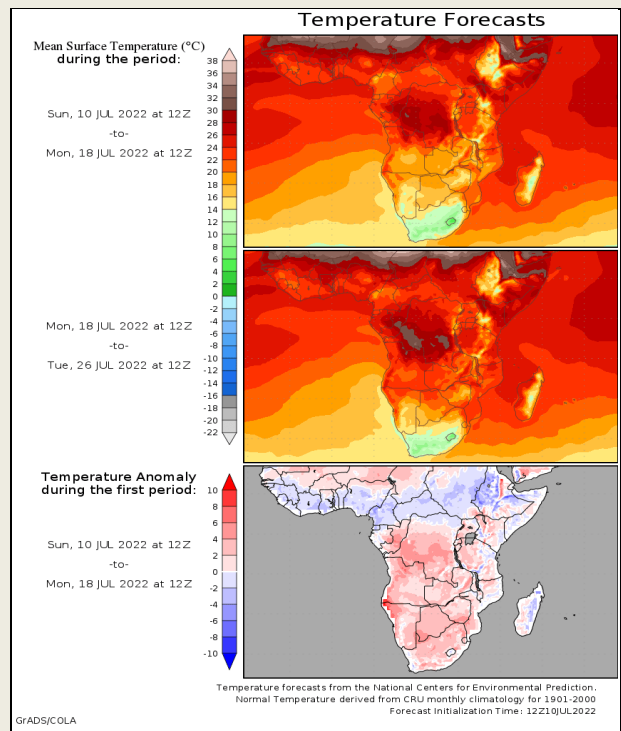 Temperature Forecasts
Mean Surface Temperature (°C)
during the period:
Sun, 10 JUL 2022 at 12Z
-to-
Mon, 18 JUL 2022 at 12Z
38
36
34
32
30
28
26
24
22
20
18
16
14
12
10
8
6
4
2
0
-2
-4
-6
-8
-10
-12
-14
-16
-17
-18
-20
-22
Mon, 18 JUL 2022 at 12Z
-to-
Tue, 26 JUL 2022 at 12Z
Temperature Anomaly
during the first period:
Sun, 10 JUL 2022 at 12Z
-to-
Mon, 18 JUL 2022 at 12Z
10
8
6
4
2
0
-2
-4
-6
-8
-10
Temperature forecasts from the National Centers for Environmental Prediction.
Normal Temperature derived from CRU monthly climatology for 1901-2000
Forecast Initialization Time: 12Z10JUL2022
GrADS/COLA